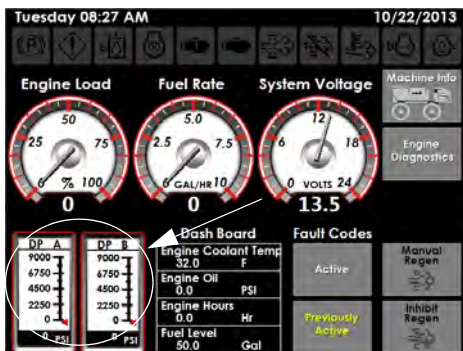 Tuesday 08:27 AM 10/22/2013
(P)
Engine Load Fuel Rate System Voltage
Machine Info
50 5.0 12
25 75 2.5 7.5 6 18
0 % 100 0 GAL/HR 10 0 VOLTS 24
0 0 13.5
Engine Diagnostics
DP A DP B
9000 9000
6750 6750
4500 4500
2250 2250
0 0
0 PSI 0 PSI
Dash Board
Engine Coolant Temp
32.0 F
Engine Oil
0.0 PSI
Engine Hours
0.0 Hr
Fuel Level
50.0 Gal
Fault Codes
Active
Previously Active
Manual Regen
Inhibit Regen